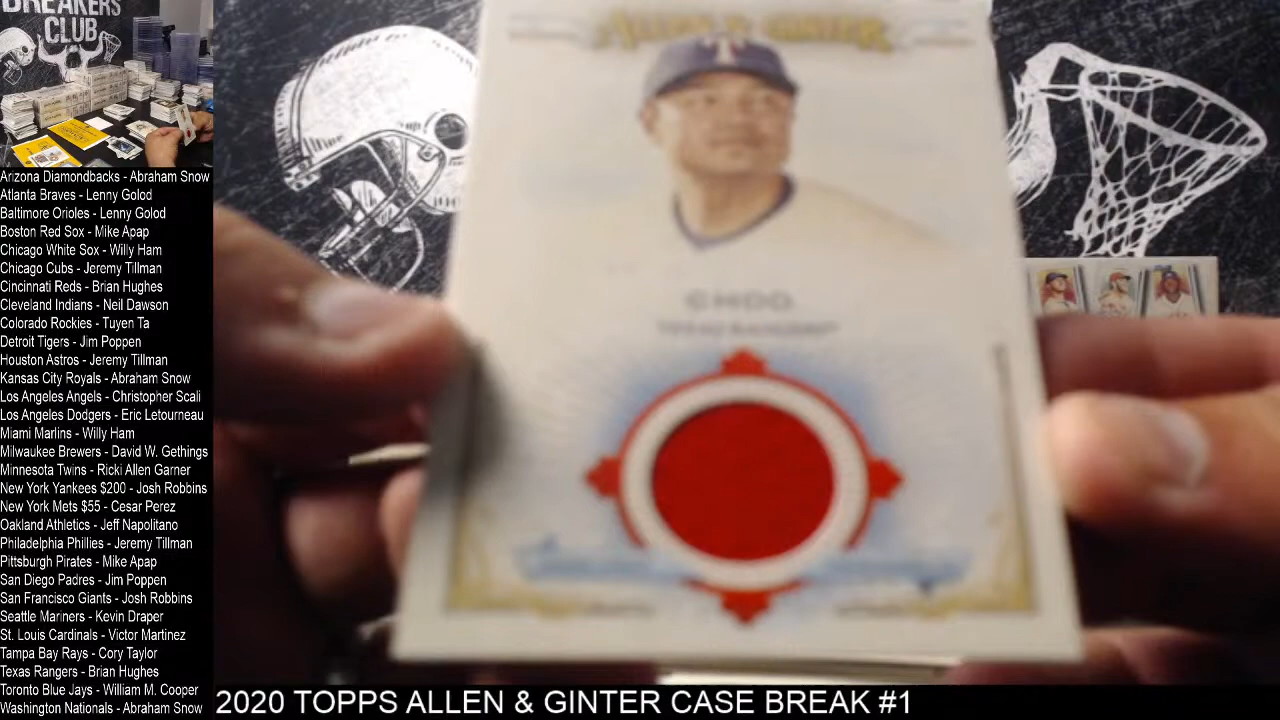 BREAKERS
CLUB
Arizona Diamondbacks - Abraham Snow
Atlanta Braves - Lenny Golod
Baltimore Orioles - Lenny Golod
Boston Red Sox - Mike Apap
Chicago White Sox - Willy Ham
Chicago Cubs - Jeremy Tillman
Cincinnati Reds - Brian Hughes
Cleveland Indians - Neil Dawson
Colorado Rockies - Tuyen Ta
Detroit Tigers - Jim Poppen
Houston Astros - Jeremy Tillman
Kansas City Royals - Abraham Snow
Los Angeles Angels - Christopher Scali
Los Angeles Dodgers - Eric Letourneau
Miami Marlins - Willy Ham
Milwaukee Brewers - David W. Gethings
Minnesota Twins - Ricki Allen Garner
New York Yankees $200 - Josh Robbins
New York Mets $55 - Cesar Perez
Oakland Athletics - Jeff Napolitano
Philadelphia Phillies - Jeremy Tillman
Pittsburgh Pirates - Mike Apap
San Diego Padres - Jim Poppen
San Francisco Giants - Josh Robbins
Seattle Mariners - Kevin Draper
St. Louis Cardinals - Victor Martinez
Tampa Bay Rays - Cory Taylor
Texas Rangers - Brian Hughes
Toronto Blue Jays - William M. Cooper
Washington Nationals - Abraham Snow
ALLEN & GINTER
T
CHOO
TEXAS RANGERS
2020 TOPPS ALLEN & GINTER CASE BREAK #1